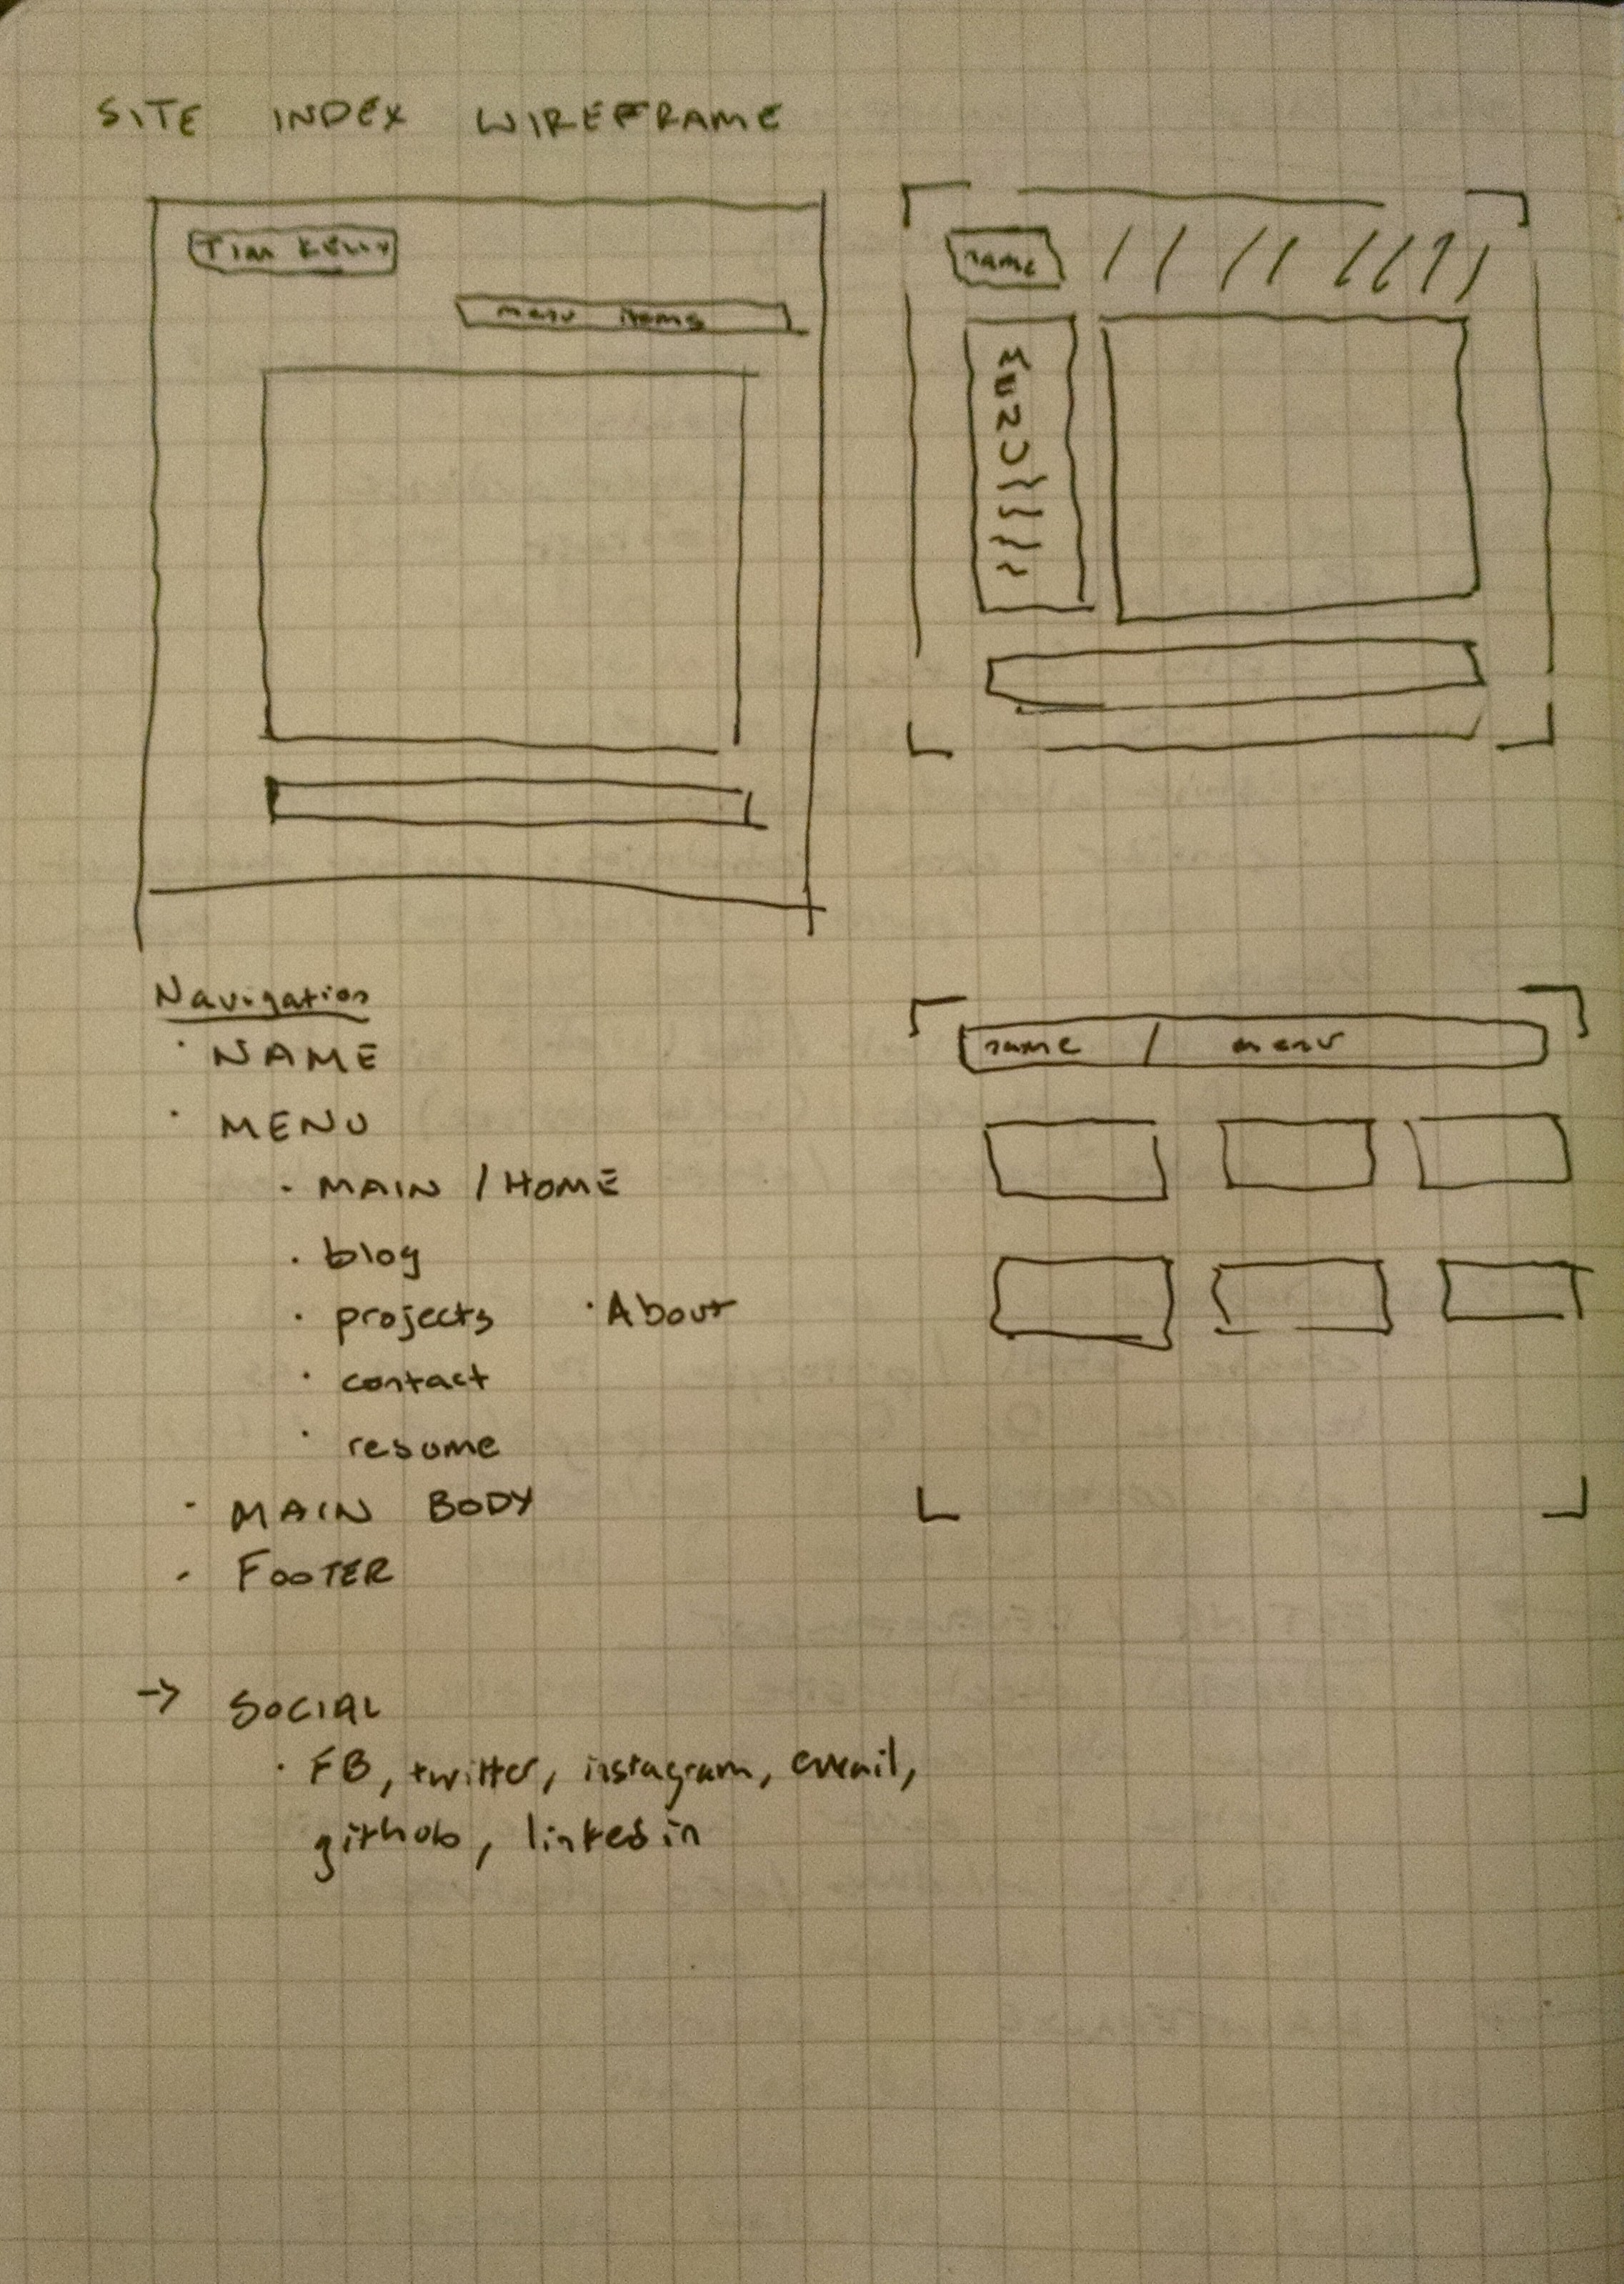 SITE INDEX WIREFRAME
Tim Kelly
menu items
name
MENU
Navigation
· NAME
· MENU
· MAIN / HOME
· blog
· projects · About
· contact
· resume
· MAIN BODY
· FOOTER
→ SOCIAL
· FB, twitter, instagram, email,
github, linkedin
name / menu